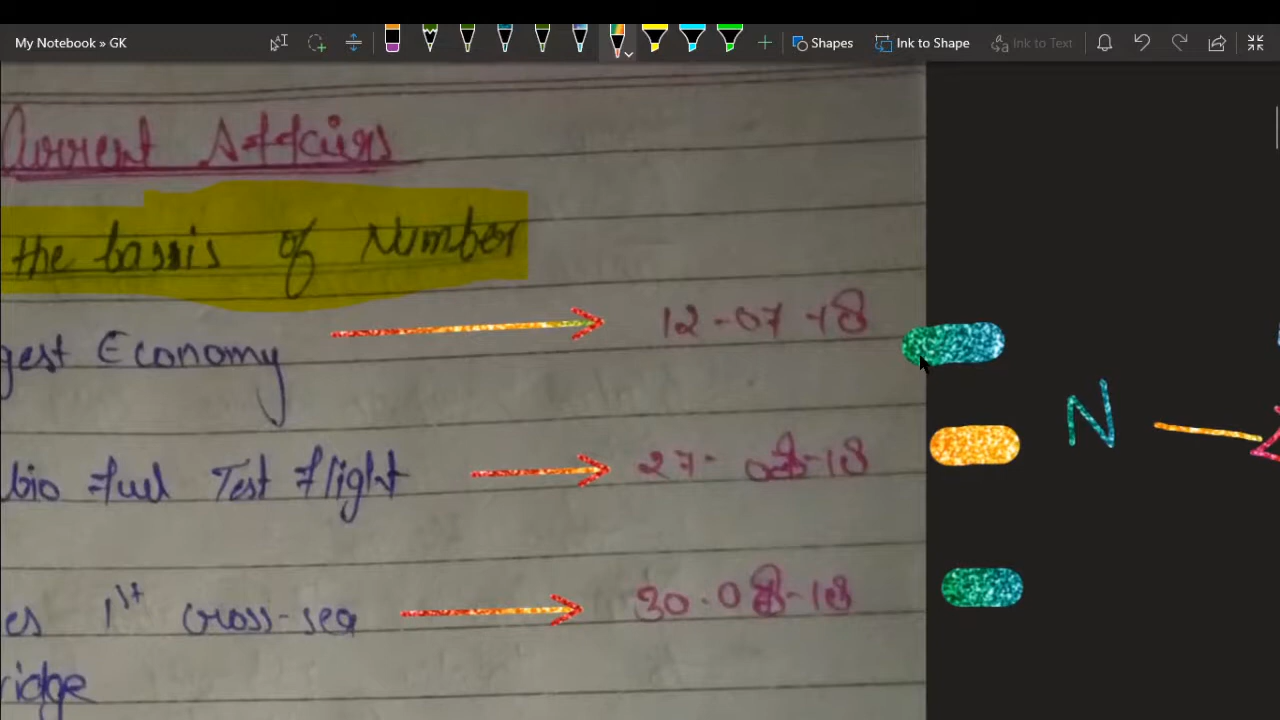 My Notebook » GK
Shapes
Ink to Shape
Ink to Text
Current Affairs
the bassis of Number
gest Economy 12-07-18
bio Fuel Test Flight 27-08-18
N
es 1st cross-sea 30-08-18
ridge